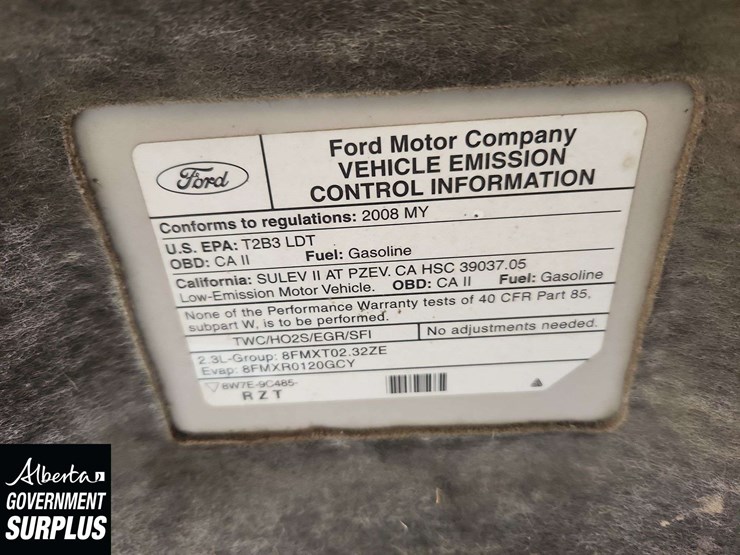 Ford
Ford Motor Company
VEHICLE EMISSION
CONTROL INFORMATION
Conforms to regulations: 2008 MY
U.S. EPA: T2B3 LDT
OBD: CA II Fuel: Gasoline
California: SULEV II AT PZEV. CA HSC 39037.05
Low-Emission Motor Vehicle. OBD: CA II Fuel: Gasoline
None of the Performance Warranty tests of 40 CFR Part 85,
subpart W, is to be performed.
TWC/HO2S/EGR/SFI No adjustments needed.
2.3L-Group: 8FMXT02.32ZE
Evap: 8FMXR0120GCY
8W7E-9C485-
R Z T
Alberta
GOVERNMENT
SURPLUS